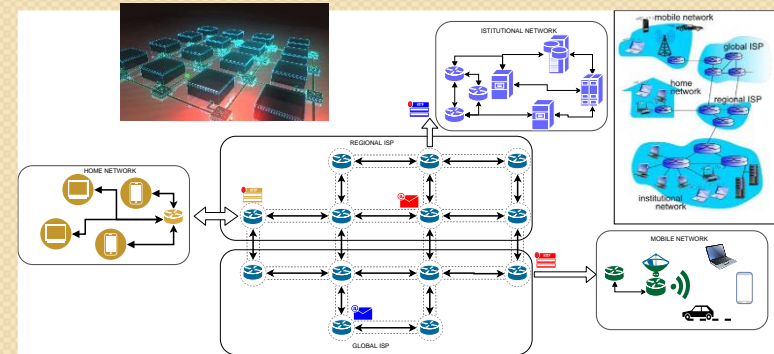 ISTITUTIONAL NETWORK
mobile network
global ISP
home
network
regional ISP
institutional
network
REGIONAL ISP
HOME NETWORK
MOBILE NETWORK
GLOBAL ISP